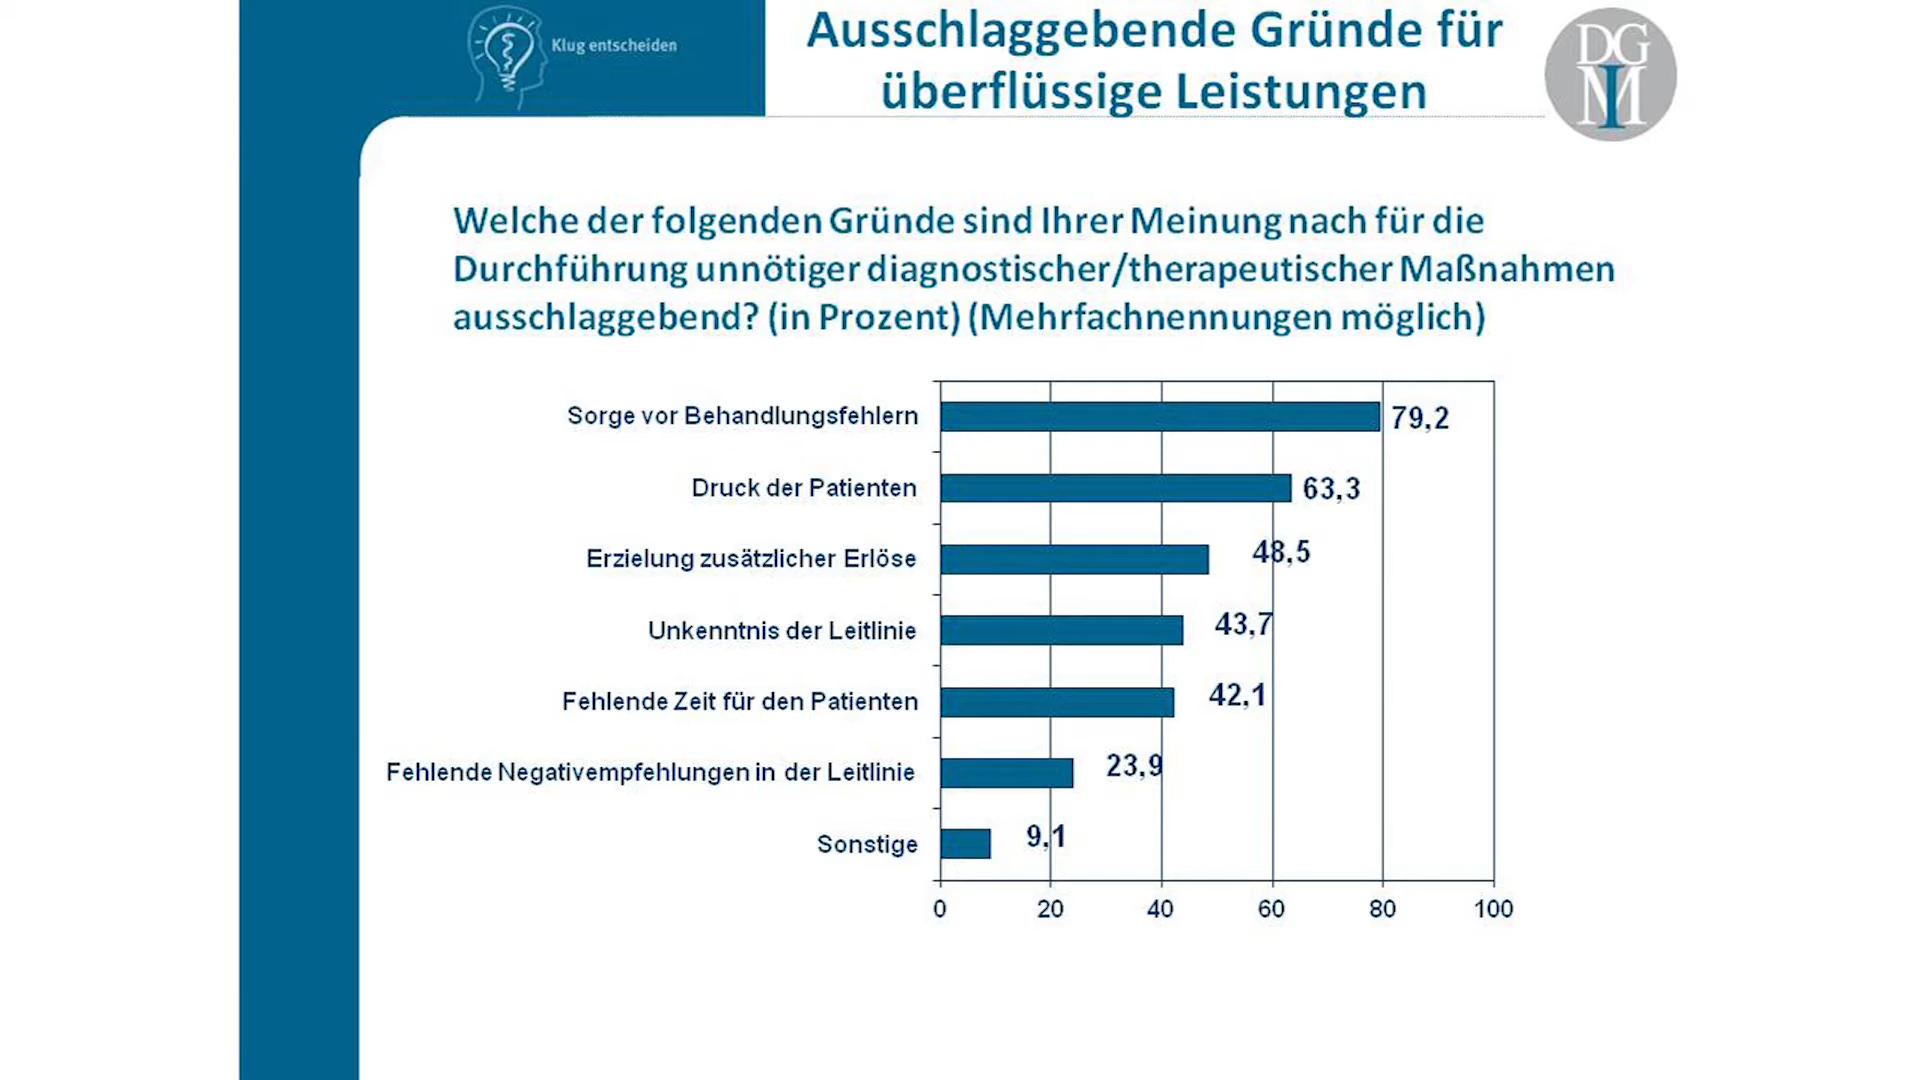 Klug entscheiden
Ausschlaggebende Gründe für
überflüssige Leistungen
DG
IM
Welche der folgenden Gründe sind Ihrer Meinung nach für die
Durchführung unnötiger diagnostischer/therapeutischer Maßnahmen
ausschlaggebend? (in Prozent) (Mehrfachnennungen möglich)
Sorge vor Behandlungsfehlern 79,2
Druck der Patienten 63,3
Erzielung zusätzlicher Erlöse 48,5
Unkenntnis der Leitlinie 43,7
Fehlende Zeit für den Patienten 42,1
Fehlende Negativempfehlungen in der Leitlinie 23,9
Sonstige 9,1
0 20 40 60 80 100